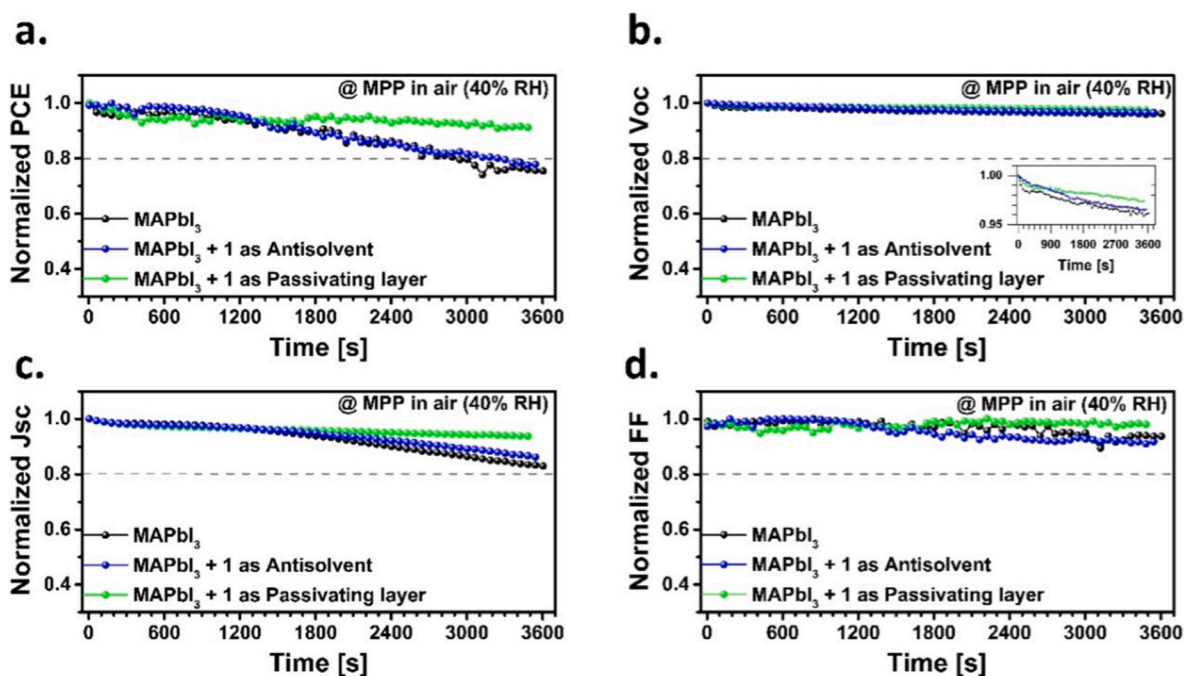 a.
Normalized PCE
1.0
0.8
0.6
0.4
@ MPP in air (40% RH)
MAPbI₃
MAPbI₃ + 1 as Antisolvent
MAPbI₃ + 1 as Passivating layer
0 600 1200 1800 2400 3000 3600
Time [s]
b.
Normalized Voc
1.0
0.8
0.6
0.4
@ MPP in air (40% RH)
1.00
0.95
0 900 1800 2700 3600
Time [s]
MAPbI₃
MAPbI₃ + 1 as Antisolvent
MAPbI₃ + 1 as Passivating layer
0 600 1200 1800 2400 3000 3600
Time [s]
c.
Normalized Jsc
1.0
0.8
0.6
0.4
@ MPP in air (40% RH)
MAPbI₃
MAPbI₃ + 1 as Antisolvent
MAPbI₃ + 1 as Passivating layer
0 600 1200 1800 2400 3000 3600
Time [s]
d.
Normalized FF
1.0
0.8
0.6
0.4
@ MPP in air (40% RH)
MAPbI₃
MAPbI₃ + 1 as Antisolvent
MAPbI₃ + 1 as Passivating layer
0 600 1200 1800 2400 3000 3600
Time [s]